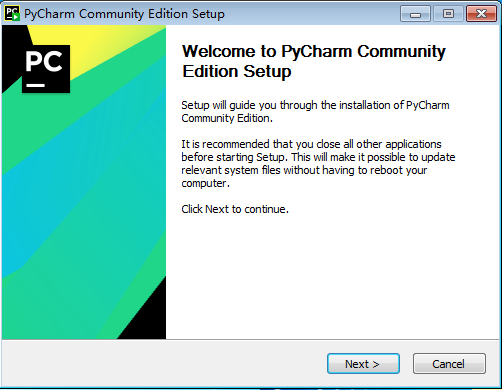 PyCharm Community Edition Setup
PC
Welcome to PyCharm Community
Edition Setup
Setup will guide you through the installation of PyCharm
Community Edition.
It is recommended that you close all other applications
before starting Setup. This will make it possible to update
relevant system files without having to reboot your
computer.
Click Next to continue.
Next >
Cancel